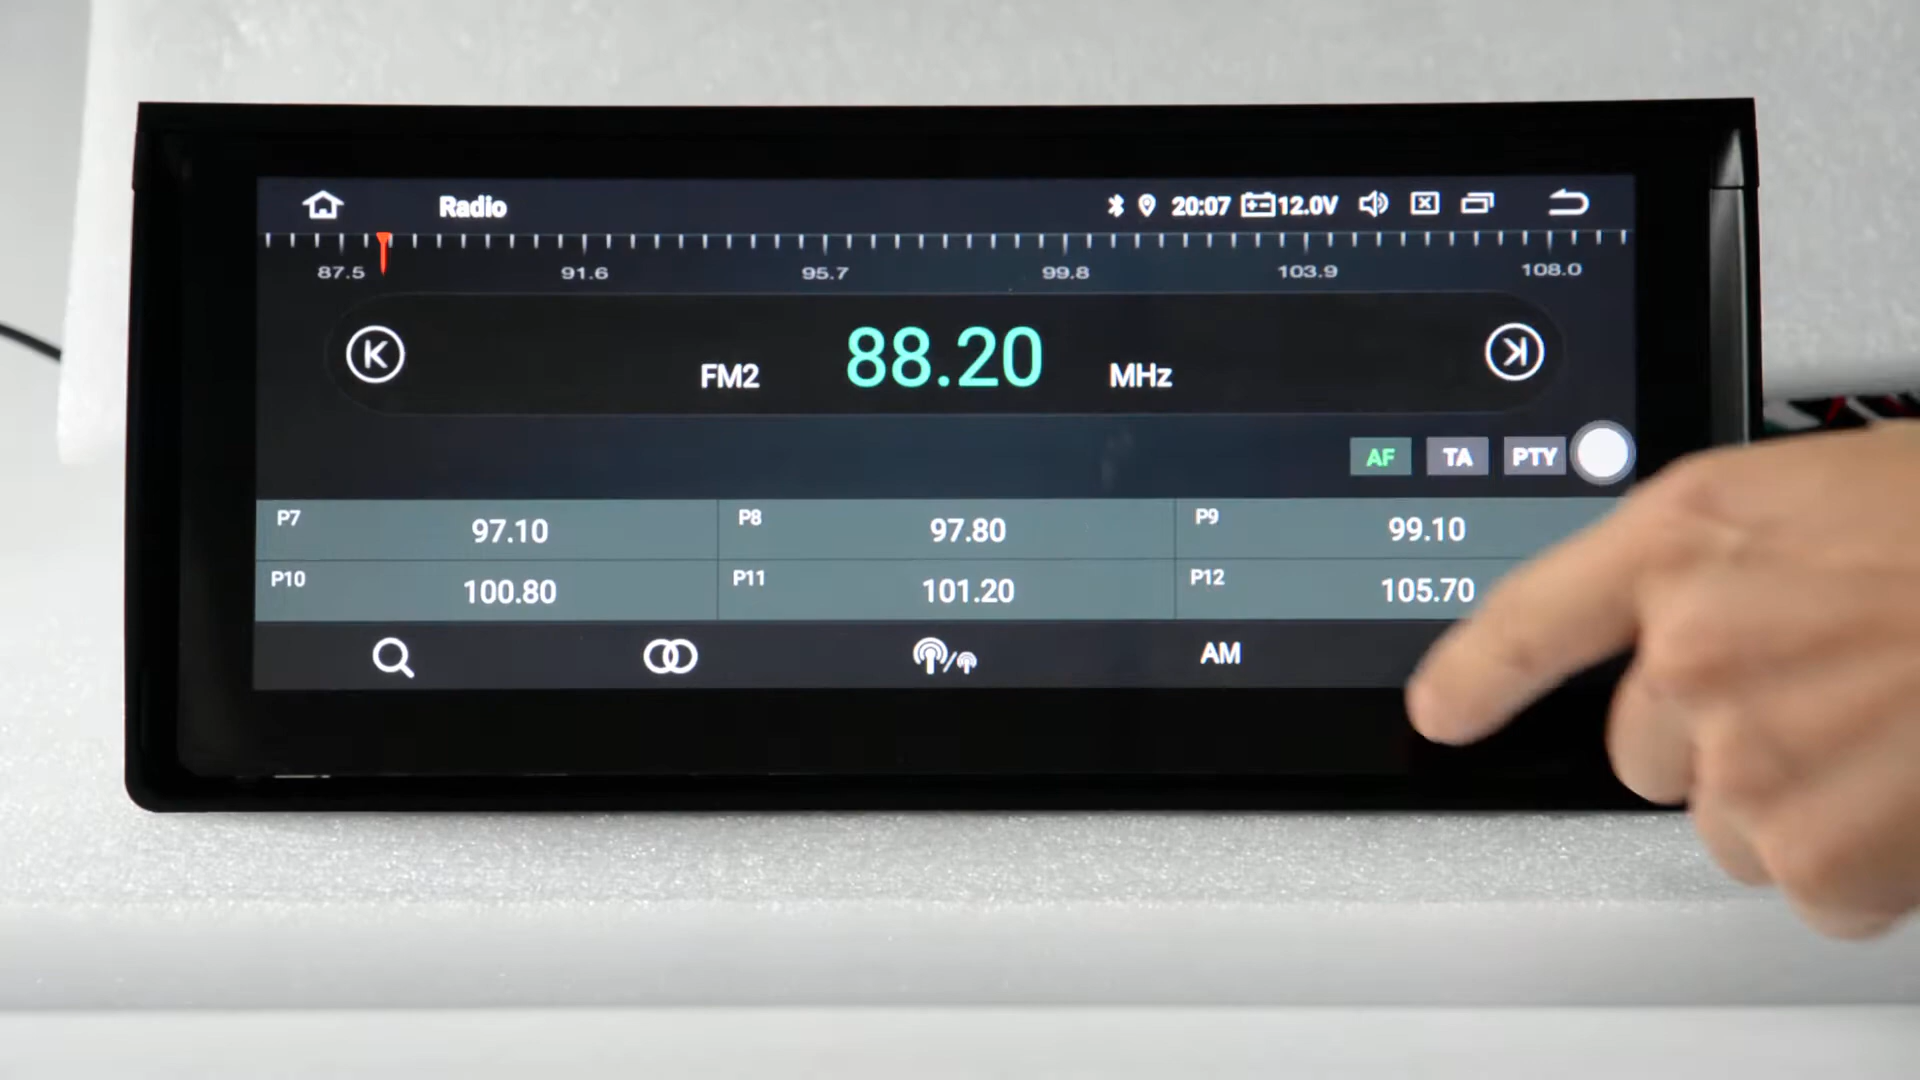 Radio 20:07 12.0V
87.5 91.6 95.7 99.8 103.9 108.0
FM2 88.20 MHz
AF TA PTY
P7 97.10 P8 97.80 P9 99.10
P10 100.80 P11 101.20 P12 105.70
AM